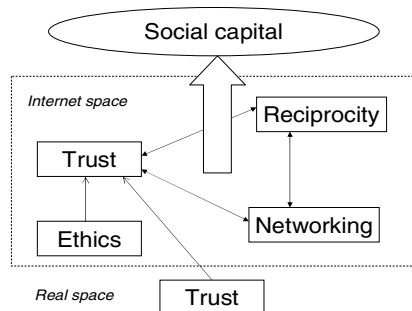 Social capital
Internet space
Reciprocity
Trust
Networking
Ethics
Real space
Trust